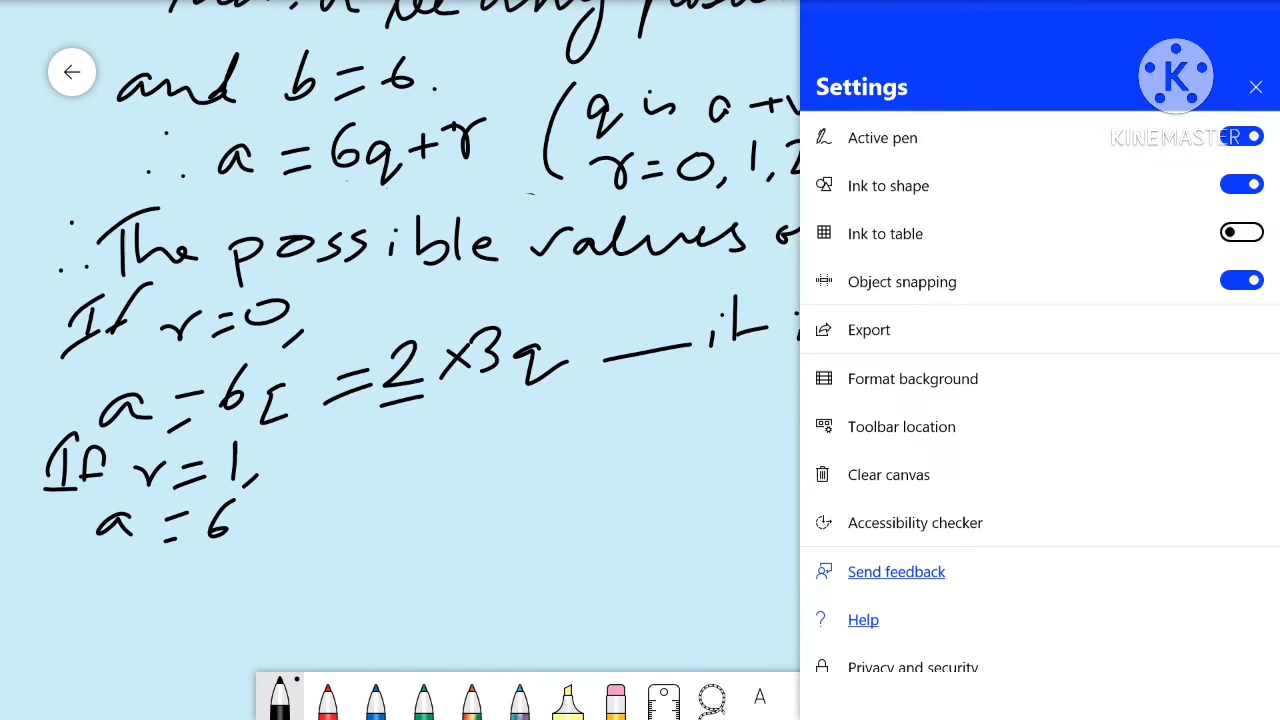 and b = 6.
∴ a = 6q + r (q is a +v
r = 0, 1, 2
∴ The possible values o
If r = 0,
a = 6q = 2 × 3q — it i
If r = 1,
a = 6
Settings
K
KINEMASTER
Active pen
Ink to shape
Ink to table
Object snapping
Export
Format background
Toolbar location
Clear canvas
Accessibility checker
Send feedback
Help
Privacy and security
A